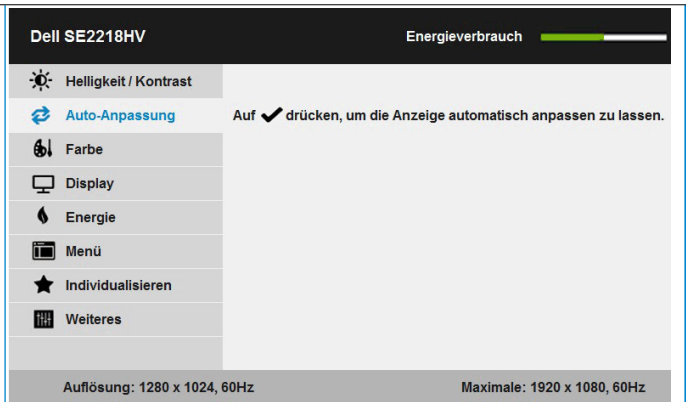 Dell SE2218HV
Energieverbrauch
Helligkeit / Kontrast
Auto-Anpassung
Auf ✔ drücken, um die Anzeige automatisch anpassen zu lassen.
Farbe
Display
Energie
Menü
Individualisieren
Weiteres
Auflösung: 1280 x 1024, 60Hz
Maximale: 1920 x 1080, 60Hz